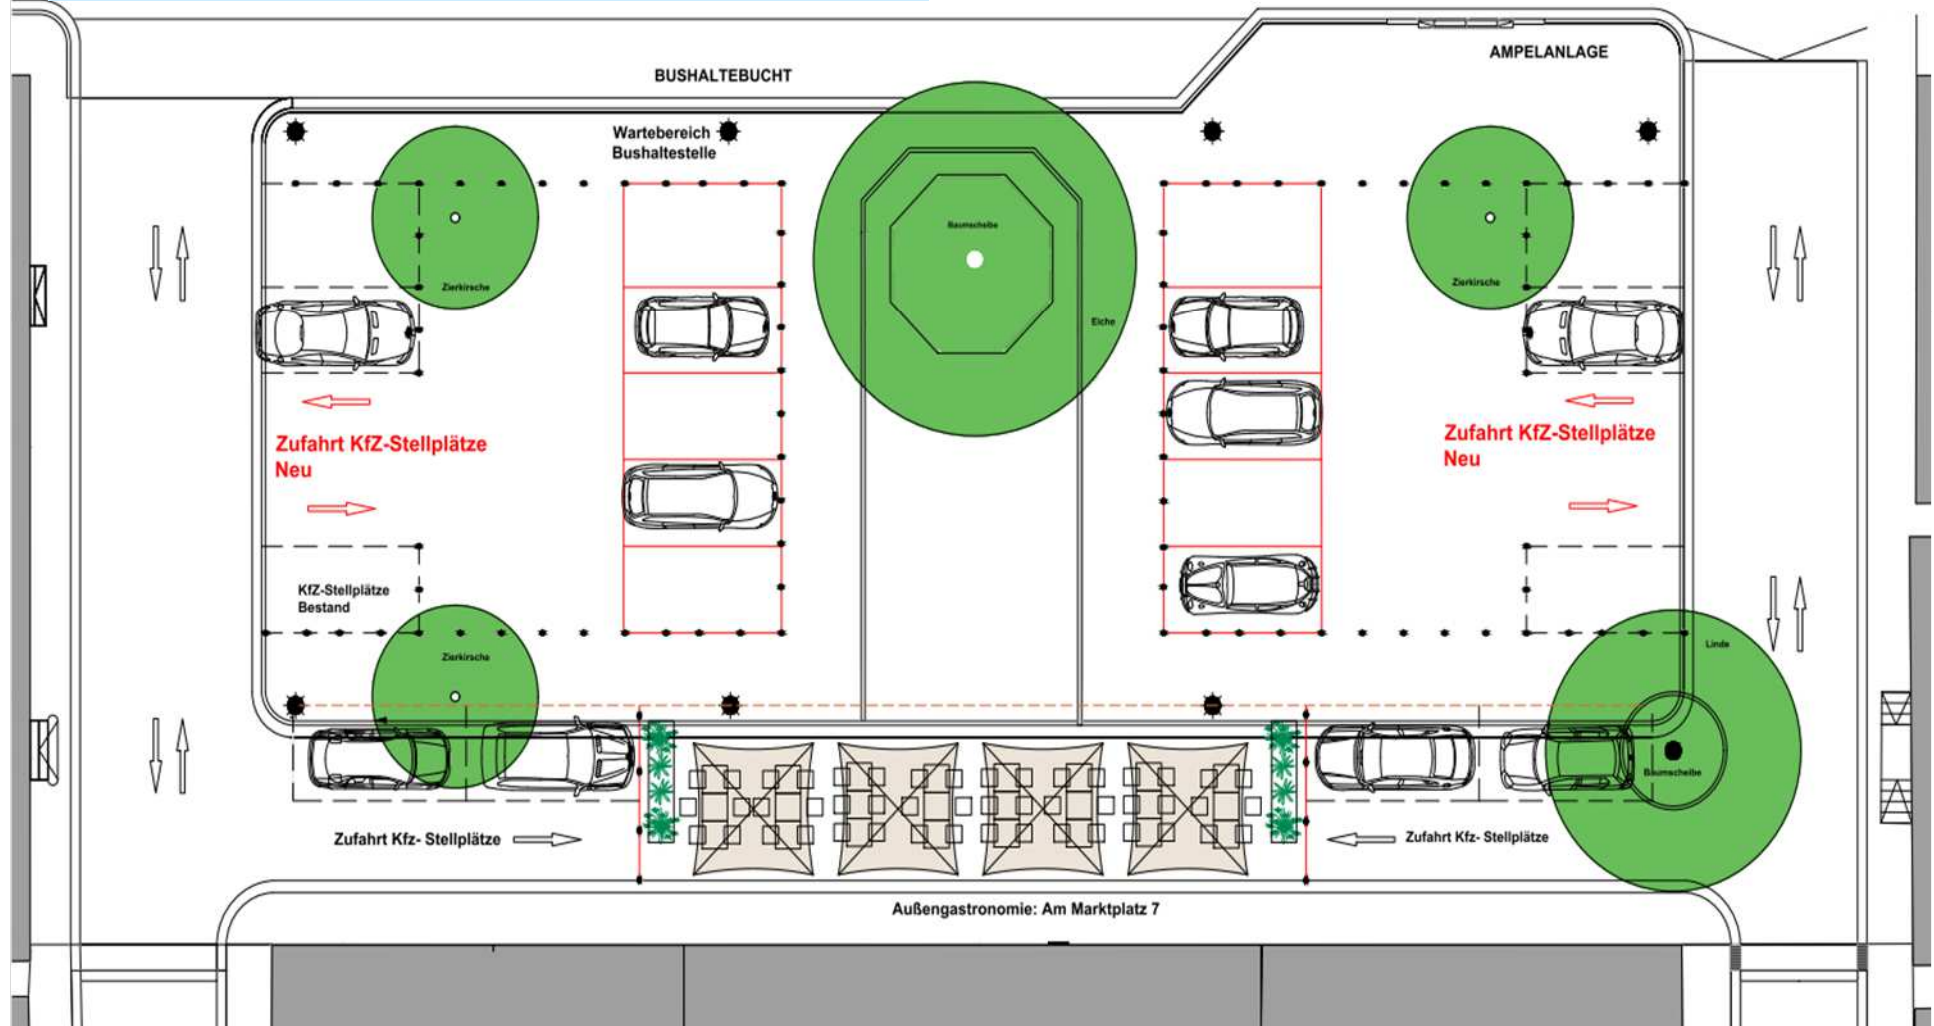 AMPELANLAGE
BUSHALTEBUCHT
Wartebereich
Bushaltestelle
Baumscheibe
Zierkirsche
Zierkirsche
Eiche
Zufahrt KfZ-Stellplätze
Neu
Zufahrt KfZ-Stellplätze
Neu
KfZ-Stellplätze
Bestand
Zierkirsche
Linde
Baumscheibe
Zufahrt Kfz- Stellplätze
Zufahrt Kfz- Stellplätze
Außengastronomie: Am Marktplatz 7